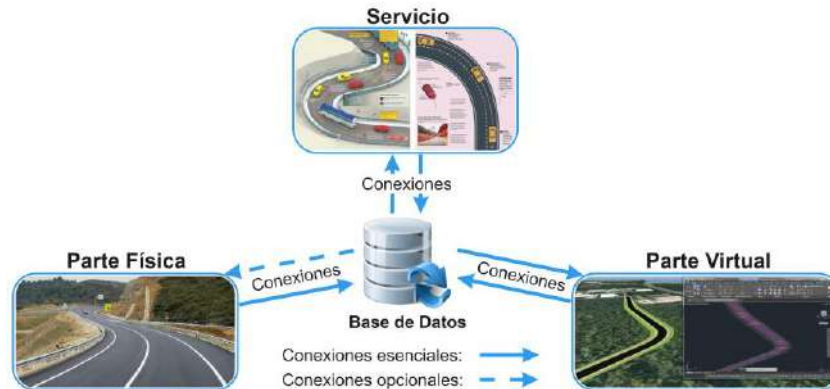 Servicio
Conexiones
Parte Física
Parte Virtual
Conexiones
Conexiones
Base de Datos
Conexiones esenciales:
Conexiones opcionales: